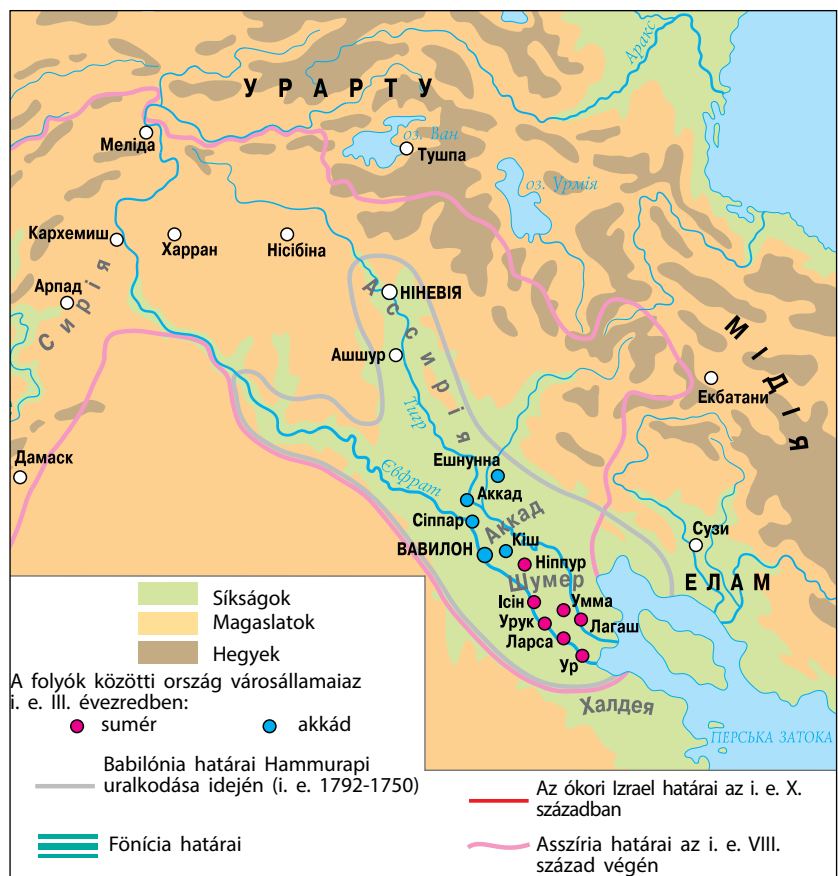 УРАРТУ
Аракс
Меліда
оз. Ван
Тушпа
оз. Урмія
Кархемиш
Харран
Нісібіна
Арпад
Сирія
НІНЕВІЯ
Ассирія
Ашшур
МІДІЯ
Екбатани
Тигр
Дамаск
Євфрат
Ешнунна
Аккад
Сіппар
Аккад
Сузи
ВАВИЛОН
Кіш
Ніппур
ЕЛАМ
Шумер
Ісін
Умма
Урук
Лагаш
Ларса
Ур
Халдея
ПЕРСЬКА ЗАТОКА
Síkságok
Magaslatok
Hegyek
A folyók közötti ország városállamaiaz
i. e. III. évezredben:
sumér
akkád
Babilónia határai Hammurapi
uralkodása idején (i. e. 1792-1750)
Fönícia határai
Az ókori Izrael határai az i. e. X.
században
Asszíria határai az i. e. VIII.
század végén